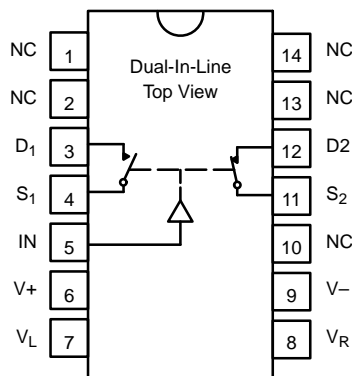 Dual-In-Line
Top View
NC 1
NC 2
D1 3
S1 4
IN 5
V+ 6
VL 7
14 NC
13 NC
12 D2
11 S2
10 NC
9 V–
8 VR